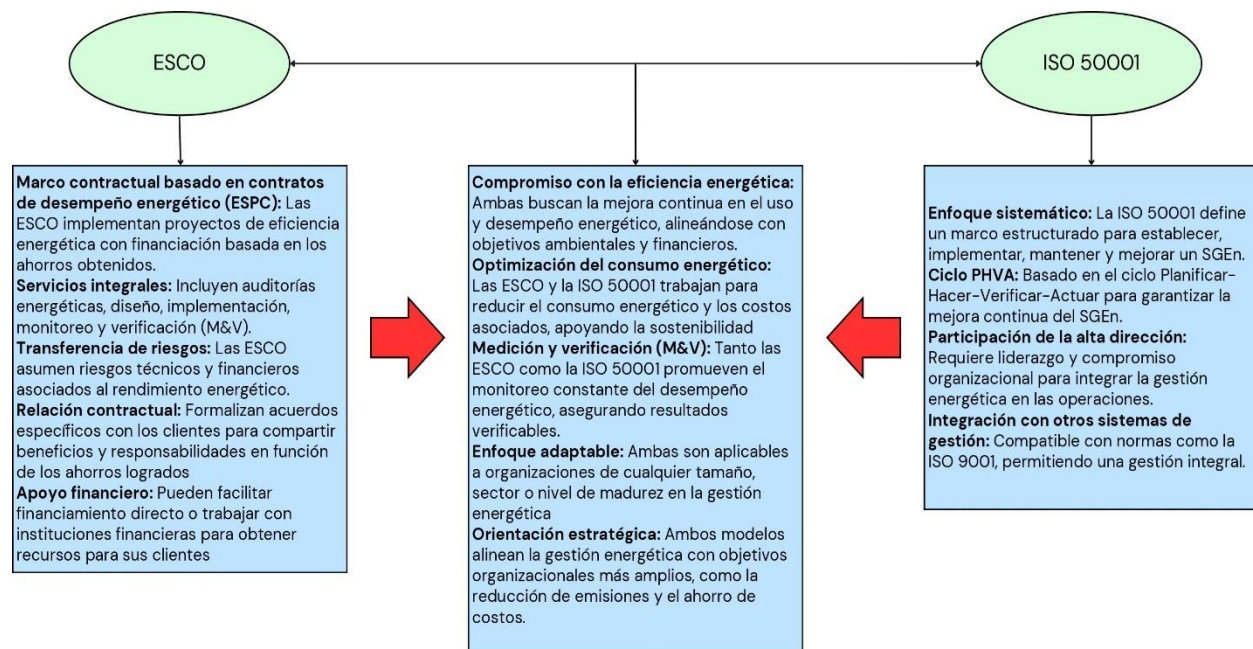 ESCO
ISO 50001
Marco contractual basado en contratos
de desempeño energético (ESPC): Las
ESCO implementan proyectos de eficiencia
energética con financiación basada en los
ahorros obtenidos.
Servicios integrales: Incluyen auditorías
energéticas, diseño, implementación,
monitoreo y verificación (M&V).
Transferencia de riesgos: Las ESCO
asumen riesgos técnicos y financieros
asociados al rendimiento energético.
Relación contractual: Formalizan acuerdos
específicos con los clientes para compartir
beneficios y responsabilidades en función
de los ahorros logrados
Apoyo financiero: Pueden facilitar
financiamiento directo o trabajar con
instituciones financieras para obtener
recursos para sus clientes
Compromiso con la eficiencia energética:
Ambas buscan la mejora continua en el uso
y desempeño energético, alineándose con
objetivos ambientales y financieros.
Optimización del consumo energético:
Las ESCO y la ISO 50001 trabajan para
reducir el consumo energético y los costos
asociados, apoyando la sostenibilidad
Medición y verificación (M&V): Tanto las
ESCO como la ISO 50001 promueven el
monitoreo constante del desempeño
energético, asegurando resultados
verificables.
Enfoque adaptable: Ambas son aplicables
a organizaciones de cualquier tamaño,
sector o nivel de madurez en la gestión
energética
Orientación estratégica: Ambos modelos
alinean la gestión energética con objetivos
organizacionales más amplios, como la
reducción de emisiones y el ahorro de
costos.
Enfoque sistemático: La ISO 50001 define
un marco estructurado para establecer,
implementar, mantener y mejorar un SGEn.
Ciclo PHVA: Basado en el ciclo Planificar-
Hacer-Verificar-Actuar para garantizar la
mejora continua del SGEn.
Participación de la alta dirección:
Requiere liderazgo y compromiso
organizacional para integrar la gestión
energética en las operaciones.
Integración con otros sistemas de
gestión: Compatible con normas como la
ISO 9001, permitiendo una gestión integral.